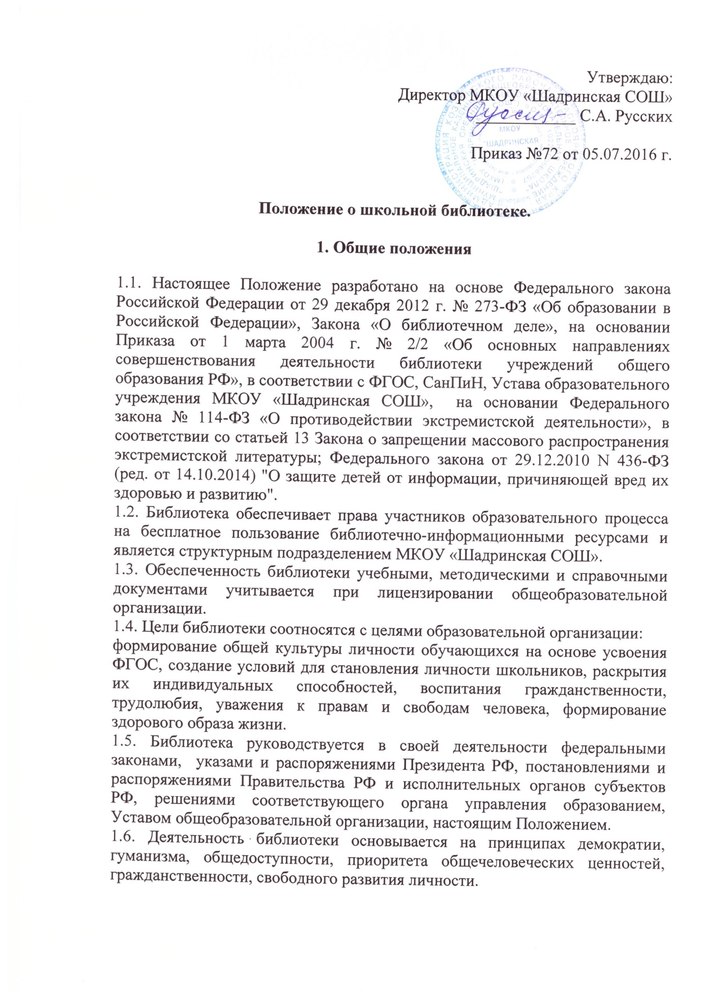 Утверждаю:
Директор МКОУ «Шадринская СОШ»
С.А. Русских
МКОУ
"ШАДРИНСКАЯ
Приказ №72 от 05.07.2016 г.
Положение о школьной библиотеке.
1. Общие положения
1.1. Настоящее Положение разработано на основе Федерального закона
Российской Федерации от 29 декабря 2012 г. № 273-ФЗ «Об образовании в
Российской Федерации», Закона «О библиотечном деле», на основании
Приказа от 1 марта 2004 г. № 2/2 «Об основных направлениях
совершенствования деятельности библиотеки учреждений общего
образования РФ», в соответствии с ФГОС, СанПиН, Устава образовательного
учреждения МКОУ «Шадринская СОШ», на основании Федерального
закона № 114-ФЗ «О противодействии экстремистской деятельности», в
соответствии со статьей 13 Закона о запрещении массового распространения
экстремистской литературы; Федерального закона от 29.12.2010 N 436-ФЗ
(ред. от 14.10.2014) "О защите детей от информации, причиняющей вред их
здоровью и развитию".
1.2. Библиотека обеспечивает права участников образовательного процесса
на бесплатное пользование библиотечно-информационными ресурсами и
является структурным подразделением МКОУ «Шадринская СОШ».
1.3. Обеспеченность библиотеки учебными, методическими и справочными
документами учитывается при лицензировании общеобразовательной
организации.
1.4. Цели библиотеки соотносятся с целями образовательной организации:
формирование общей культуры личности обучающихся на основе усвоения
ФГОС, создание условий для становления личности школьников, раскрытия
их индивидуальных способностей, воспитания гражданственности,
трудолюбия, уважения к правам и свободам человека, формирование
здорового образа жизни.
1.5. Библиотека руководствуется в своей деятельности федеральными
законами, указами и распоряжениями Президента РФ, постановлениями и
распоряжениями Правительства РФ и исполнительных органов субъектов
РФ, решениями соответствующего органа управления образованием,
Уставом общеобразовательной организации, настоящим Положением.
1.6. Деятельность библиотеки основывается на принципах демократии,
гуманизма, общедоступности, приоритета общечеловеческих ценностей,
гражданственности, свободного развития личности.